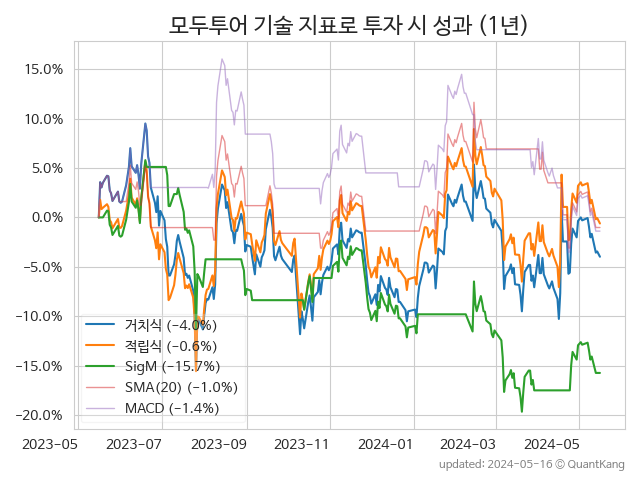 모두투어 기술 지표로 투자 시 성과 (1년)
15.0%
10.0%
5.0%
0.0%
−5.0%
−10.0%
−15.0%
−20.0%
거치식 (−4.0%)
적립식 (−0.6%)
SigM (−15.7%)
SMA(20) (−1.0%)
MACD (−1.4%)
2023−05 2023−07 2023−09 2023−11 2024−01 2024−03 2024−05
updated: 2024−05−16 ⓒ QuantKang